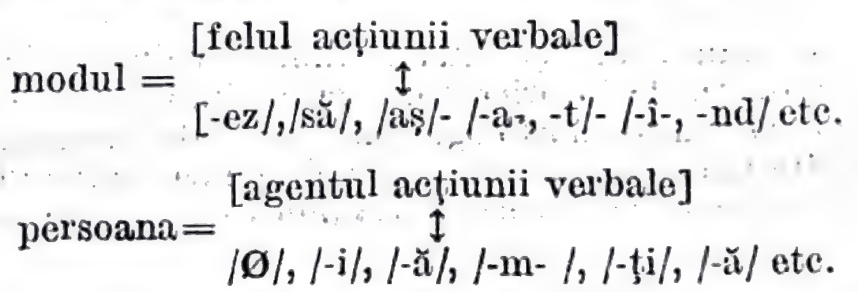 [felul acțiunii verbale]
modul =
↕
[-ez/,/să/, /aș/- /-a-, -t/- /-î-, -nd/ etc.
[agentul acțiunii verbale]
persoana=
↕
/Ø/, /-i/, /-ă/, /-m- /, /-ți/, /-ă/ etc.